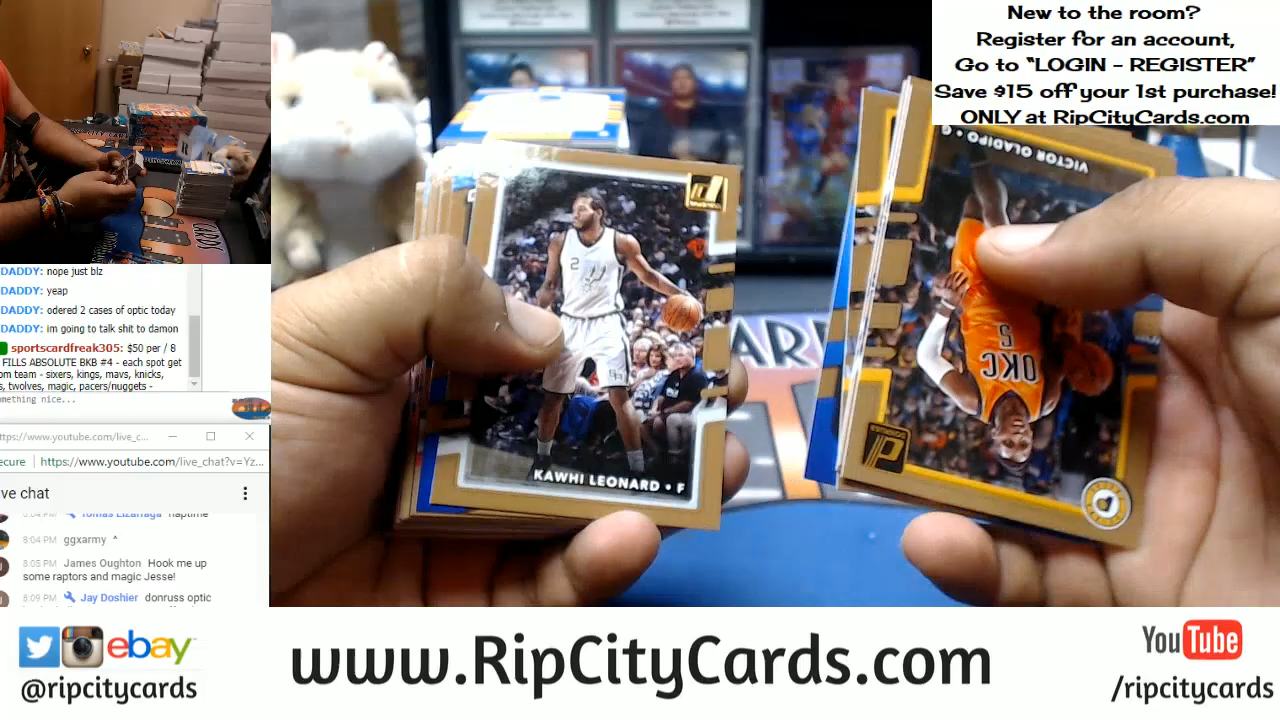 New to the room?
Register for an account,
Go to “LOGIN - REGISTER”
Save $15 off your 1st purchase!
ONLY at RipCityCards.com
VICTOR OLADIPO • G
OKC
5
2
KAWHI LEONARD • F
DADDY: nope just blz
DADDY: yeap
DADDY: odered 2 cases of optic today
DADDY: im going to talk shit to damon
sportscardfreak305: $50 per / 8
FILLS ABSOLUTE BKB #4 - each spot get
om team - sixers, kings, mavs, knicks,
s, twolves, magic, pacers/nuggets -
mething nice...
ttps://www.youtube.com/live_c...
ecure | https://www.youtube.com/live_chat?v=Yz...
ve chat
Tomas Lizarraga naptime
8:04 PM ggxarmy ^
8:05 PM James Oughton Hook me up
some raptors and magic Jesse!
8:09 PM Jay Doshier donruss optic
ebay
@ripcitycards
www.RipCityCards.com
YouTube
/ripcitycards